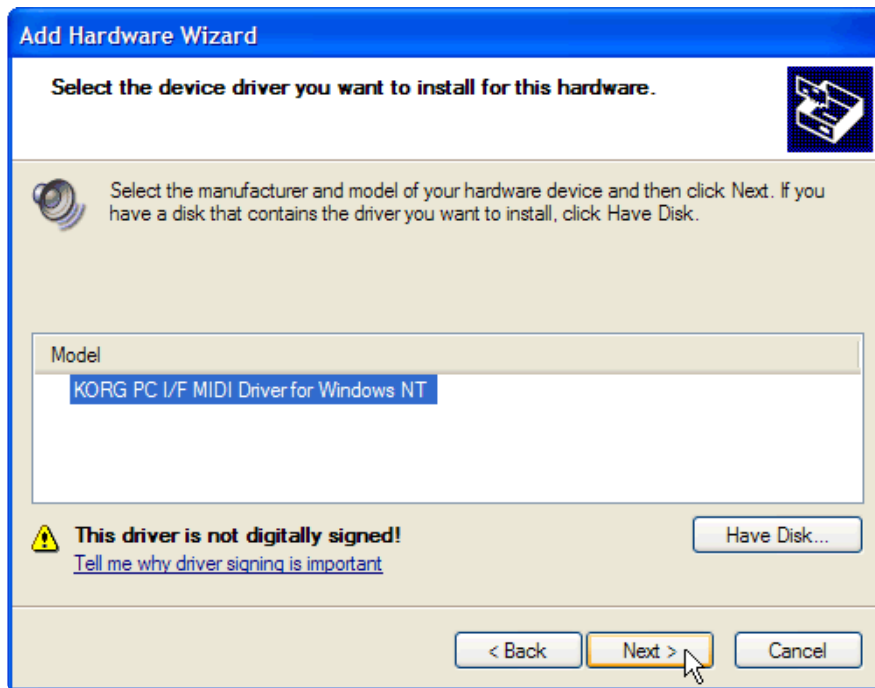 Add Hardware Wizard
Select the device driver you want to install for this hardware.
Select the manufacturer and model of your hardware device and then click Next. If you
have a disk that contains the driver you want to install, click Have Disk.
Model
KORG PC I/F MIDI Driver for Windows NT
This driver is not digitally signed!
Have Disk...
Tell me why driver signing is important
< Back
Next >
Cancel